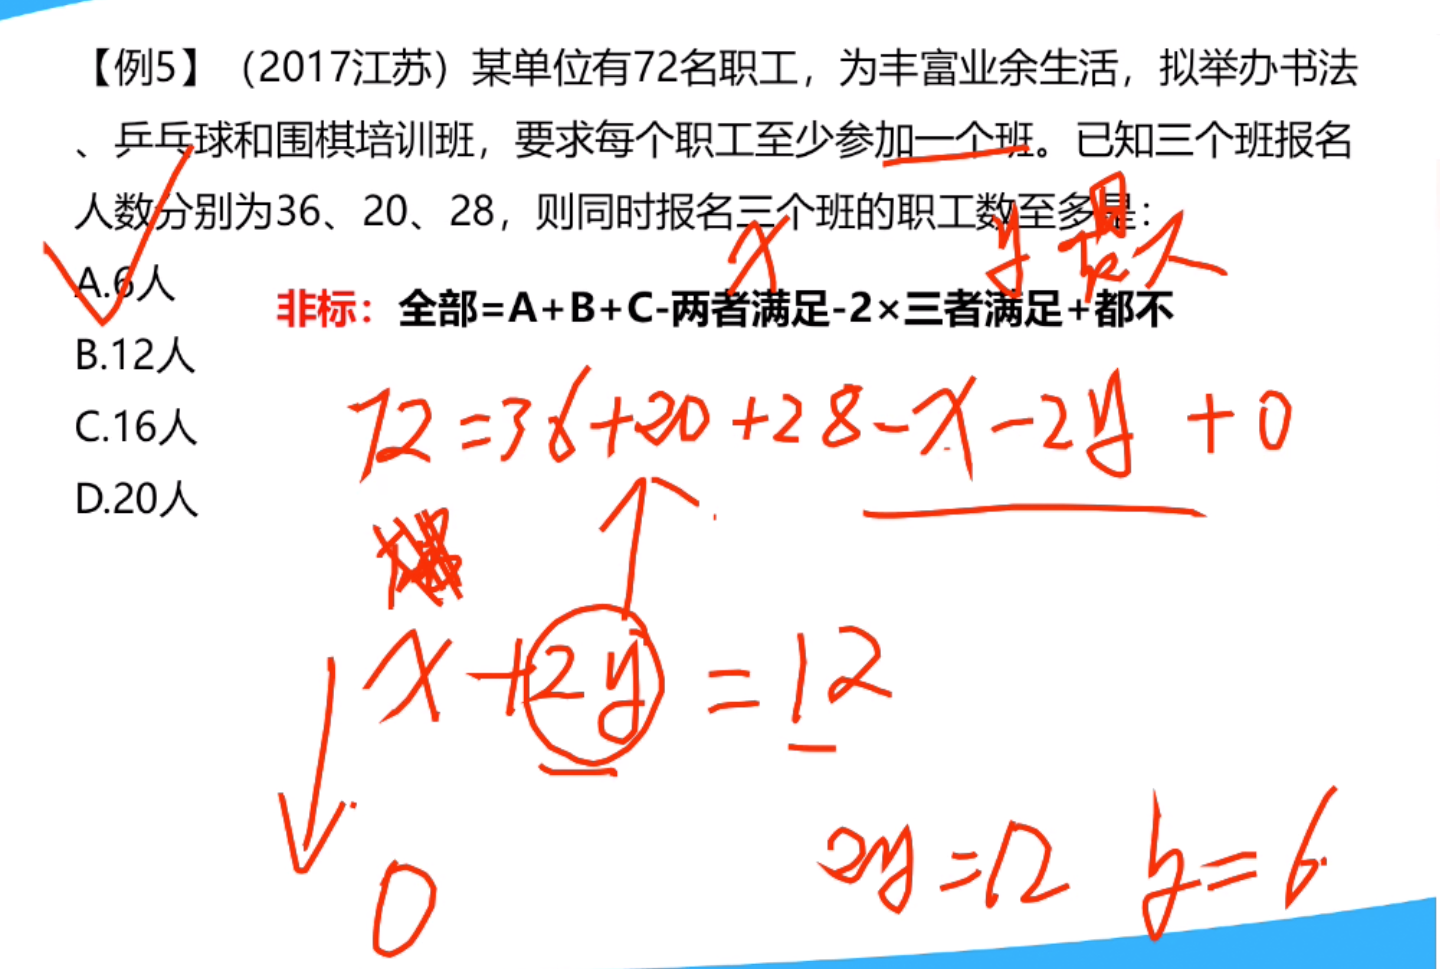 【例5】（2017江苏）某单位有72名职工，为丰富业余生活，拟举办书法
、乒乓球和围棋培训班，要求每个职工至少参加一个班。已知三个班报名
人数分别为36、20、28，则同时报名三个班的职工数至多是：
x
y 最大
A.6人
非标：全部=A+B+C-两者满足-2×三者满足+都不
B.12人
72=36+20+28-x-2y+0
C.16人
D.20人
x+2y=12
2y=12 y=6
0